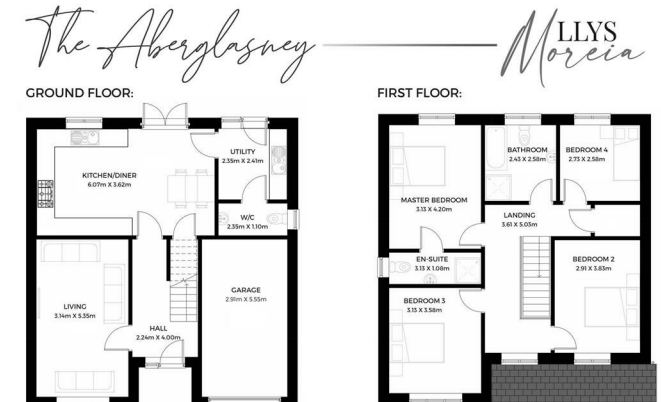 The Aberglasney
LLYS
Moreia
GROUND FLOOR:
KITCHEN/DINER
6.07m X 3.62m
UTILITY
2.35m X 2.41m
W/C
2.35m X 1.10m
LIVING
3.14m X 5.35m
HALL
2.24m X 4.00m
GARAGE
2.91m X 5.55m
FIRST FLOOR:
MASTER BEDROOM
3.13 X 4.20m
BATHROOM
2.43 X 2.58m
BEDROOM 4
2.73 X 2.58m
LANDING
3.61 X 5.03m
EN-SUITE
3.13 X 1.08m
BEDROOM 2
2.91 X 3.83m
BEDROOM 3
3.13 X 3.58m